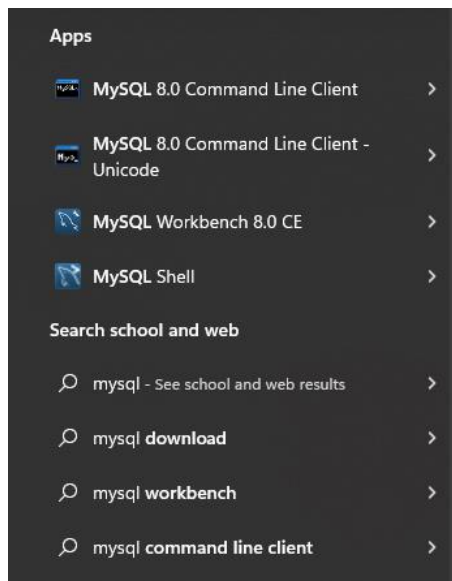 Apps
MySQL 8.0 Command Line Client
MySQL 8.0 Command Line Client -
Unicode
MySQL Workbench 8.0 CE
MySQL Shell
Search school and web
mysql - See school and web results
mysql download
mysql workbench
mysql command line client